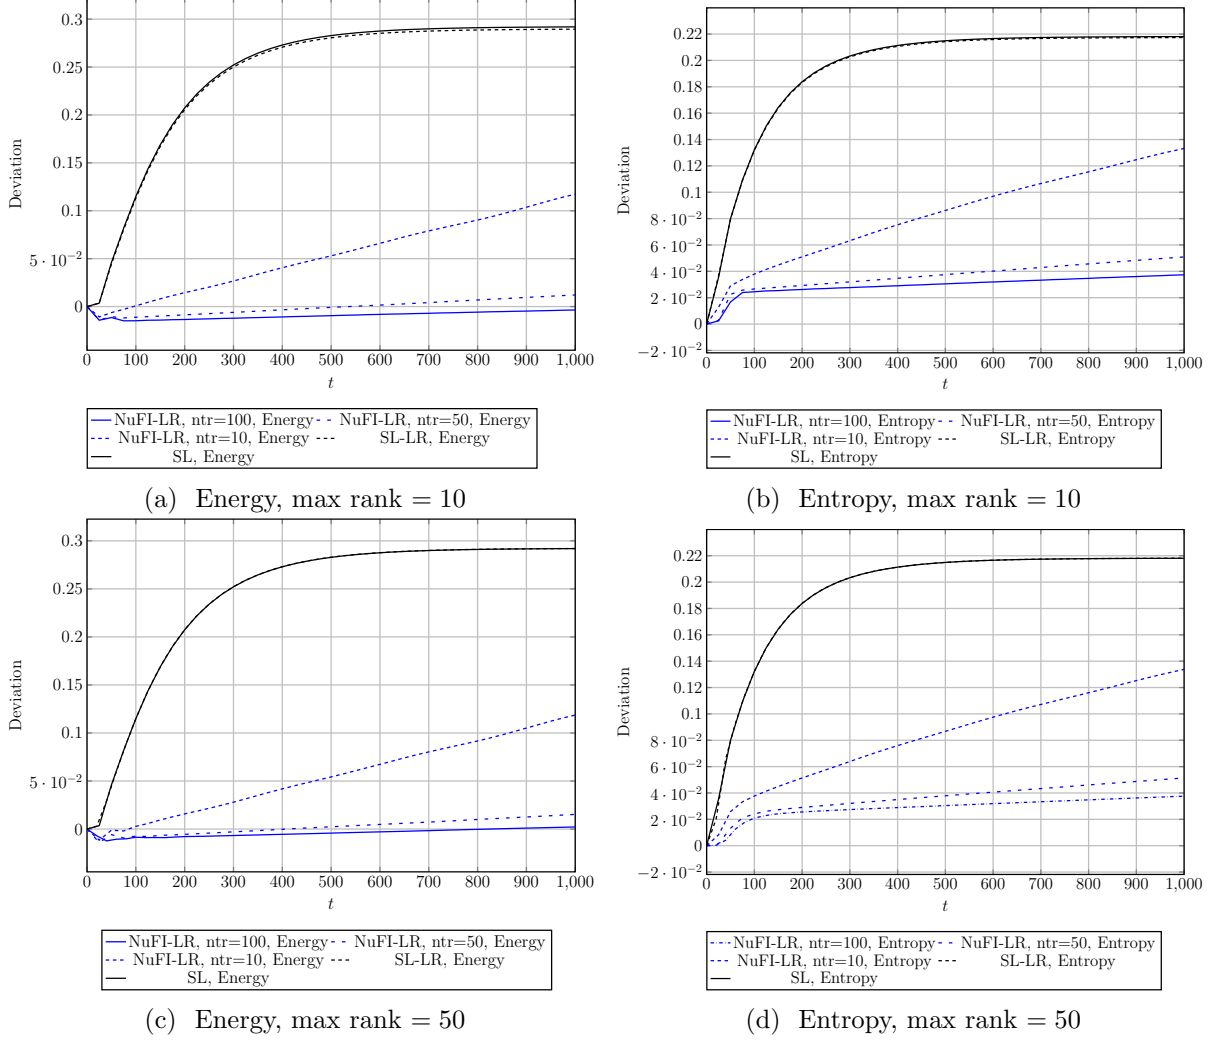 0.3
0.25
0.2
0.15
0.1
5 · 10⁻²
0
Deviation
0 100 200 300 400 500 600 700 800 900 1,000
t
NuFI-LR, ntr=100, Energy NuFI-LR, ntr=50, Energy
NuFI-LR, ntr=10, Energy SL-LR, Energy
SL, Energy
(a) Energy, max rank = 10
0.22
0.2
0.18
0.16
0.14
0.12
0.1
8 · 10⁻²
6 · 10⁻²
4 · 10⁻²
2 · 10⁻²
0
−2 · 10⁻²
Deviation
0 100 200 300 400 500 600 700 800 900 1,000
t
NuFI-LR, ntr=100, Entropy NuFI-LR, ntr=50, Entropy
NuFI-LR, ntr=10, Entropy SL-LR, Entropy
SL, Entropy
(b) Entropy, max rank = 10
0.3
0.25
0.2
0.15
0.1
5 · 10⁻²
0
Deviation
0 100 200 300 400 500 600 700 800 900 1,000
t
NuFI-LR, ntr=100, Energy NuFI-LR, ntr=50, Energy
NuFI-LR, ntr=10, Energy SL-LR, Energy
SL, Energy
(c) Energy, max rank = 50
0.22
0.2
0.18
0.16
0.14
0.12
0.1
8 · 10⁻²
6 · 10⁻²
4 · 10⁻²
2 · 10⁻²
0
−2 · 10⁻²
Deviation
0 100 200 300 400 500 600 700 800 900 1,000
t
NuFI-LR, ntr=100, Entropy NuFI-LR, ntr=50, Entropy
NuFI-LR, ntr=10, Entropy SL-LR, Entropy
SL, Entropy
(d) Entropy, max rank = 50